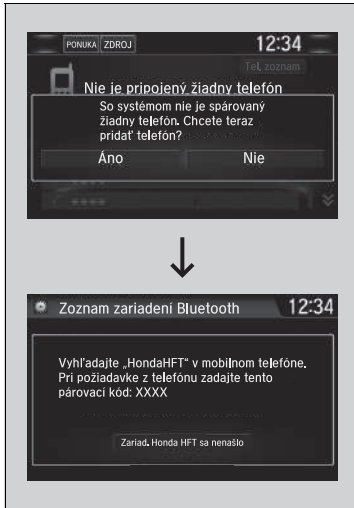 PONUKA ZDROJ 12:34
Tel. zoznam
Nie je pripojený žiadny telefón
So systémom nie je spárovaný
žiadny telefón. Chcete teraz
pridať telefón?
Áno Nie
****
Zoznam zariadení Bluetooth 12:34
Vyhľadajte „HondaHFT“ v mobilnom telefóne.
Pri požiadavke z telefónu zadajte tento
párovací kód: XXXX
Zariad. Honda HFT sa nenašlo